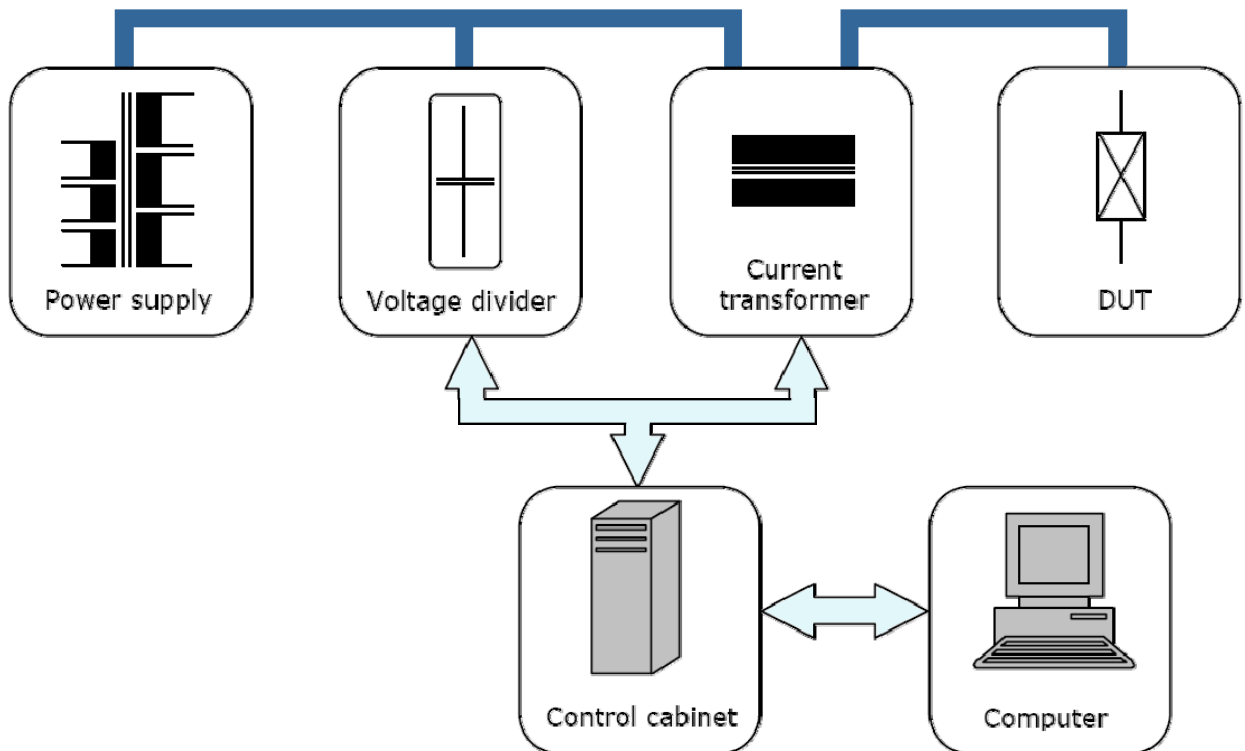 Power supply
Voltage divider
Current
transformer
DUT
Control cabinet
Computer